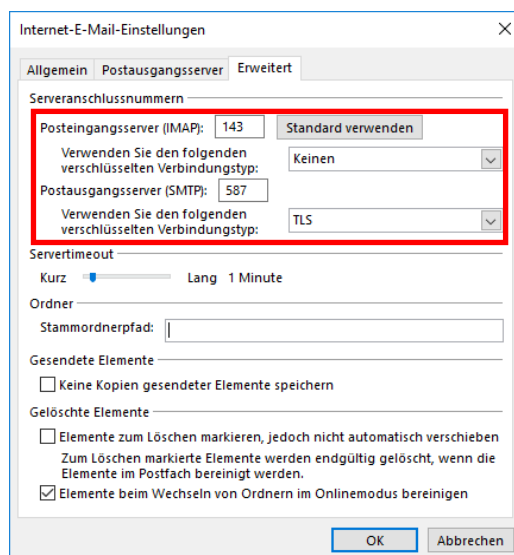 Internet-E-Mail-Einstellungen
Allgemein Postausgangsserver Erweitert
Serveranschlussnummern
Posteingangsserver (IMAP): 143 Standard verwenden
Verwenden Sie den folgenden
verschlüsselten Verbindungstyp: Keinen
Postausgangsserver (SMTP): 587
Verwenden Sie den folgenden
verschlüsselten Verbindungstyp: TLS
Servertimeout
Kurz Lang 1 Minute
Ordner
Stammordnerpfad:
Gesendete Elemente
Keine Kopien gesendeter Elemente speichern
Gelöschte Elemente
Elemente zum Löschen markieren, jedoch nicht automatisch verschieben
Zum Löschen markierte Elemente werden endgültig gelöscht, wenn die
Elemente im Postfach bereinigt werden.
Elemente beim Wechseln von Ordnern im Onlinemodus bereinigen
OK Abbrechen